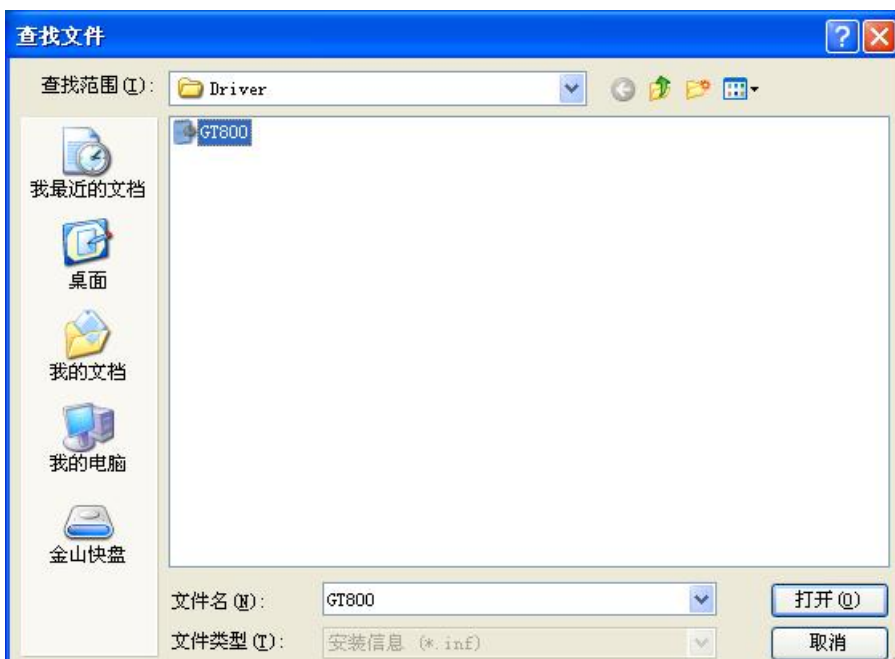 查找文件
查找范围(I):
Driver
GT800
我最近的文档
桌面
我的文档
我的电脑
金山快盘
文件名(N):
GT800
打开(O)
文件类型(T):
安装信息 (*.inf)
取消